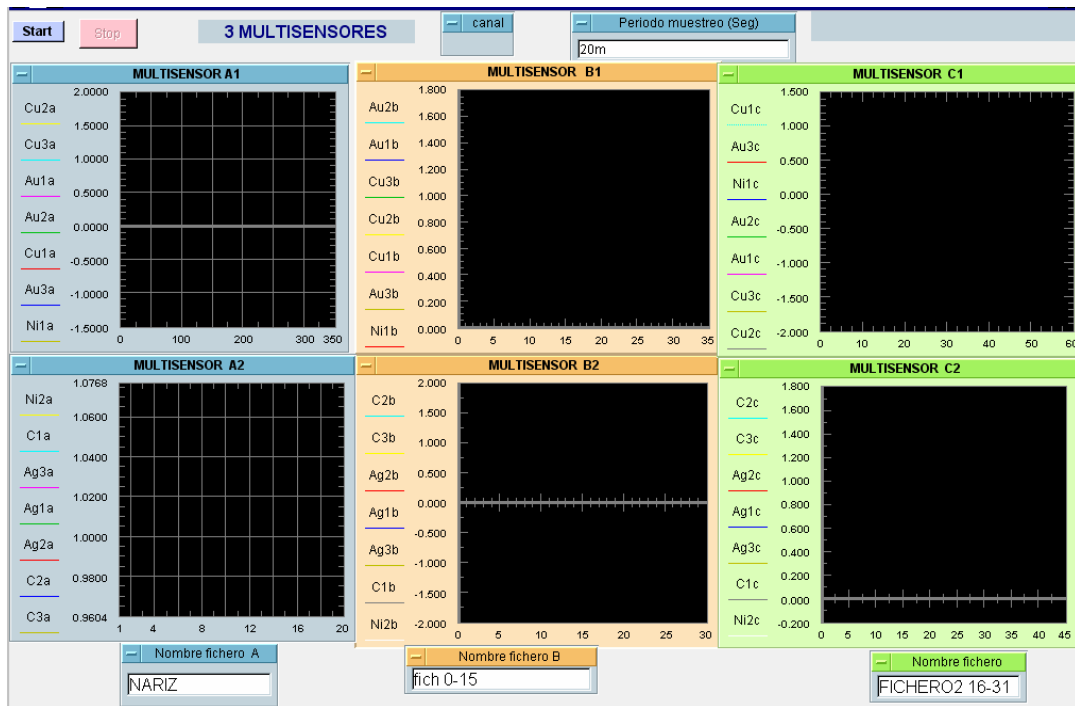 Start
Stop
3 MULTISENSORES
canal
Periodo muestreo (Seg)
20m
MULTISENSOR A1
Cu2a
Cu3a
Au1a
Au2a
Cu1a
Au3a
Ni1a
2.0000
1.5000
1.0000
0.5000
0.0000
-0.5000
-1.0000
-1.5000
0 100 200 300 350
MULTISENSOR B1
Au2b
Au1b
Cu3b
Cu2b
Cu1b
Au3b
Ni1b
1.800
1.600
1.400
1.200
1.000
0.800
0.600
0.400
0.200
0.000
0 5 10 15 20 25 30 35
MULTISENSOR C1
Cu1c
Au3c
Ni1c
Au2c
Au1c
Cu3c
Cu2c
1.500
1.000
0.500
0.000
-0.500
-1.000
-1.500
-2.000
0 10 20 30 40 50 60
MULTISENSOR A2
Ni2a
C1a
Ag3a
Ag1a
Ag2a
C2a
C3a
1.0768
1.0600
1.0400
1.0200
1.0000
0.9800
0.9604
1 4 8 12 16 20
MULTISENSOR B2
C2b
C3b
Ag2b
Ag1b
Ag3b
C1b
Ni2b
2.000
1.500
1.000
0.500
0.000
-0.500
-1.000
-1.500
-2.000
0 5 10 15 20 25 30
MULTISENSOR C2
C2c
C3c
Ag2c
Ag1c
Ag3c
C1c
Ni2c
1.800
1.600
1.400
1.200
1.000
0.800
0.600
0.400
0.200
0.000
-0.200
0 5 10 15 20 25 30 35 40 45
Nombre fichero A
NARIZ
Nombre fichero B
fich 0-15
Nombre fichero
FICHERO2 16-31